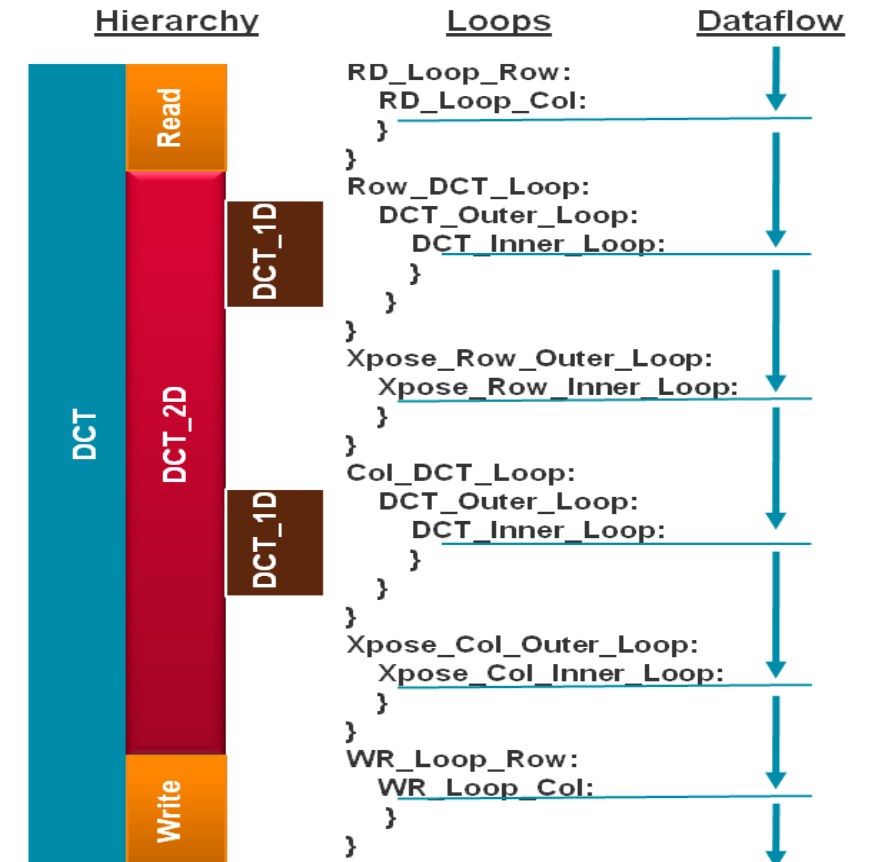 Hierarchy Loops Dataflow
DCT
Read
DCT_2D
Write
DCT_1D
DCT_1D
RD_Loop_Row:
RD_Loop_Col:
}
}
Row_DCT_Loop:
DCT_Outer_Loop:
DCT_Inner_Loop:
}
}
}
Xpose_Row_Outer_Loop:
Xpose_Row_Inner_Loop:
}
}
Col_DCT_Loop:
DCT_Outer_Loop:
DCT_Inner_Loop:
}
}
}
Xpose_Col_Outer_Loop:
Xpose_Col_Inner_Loop:
}
}
WR_Loop_Row:
WR_Loop_Col:
}
}